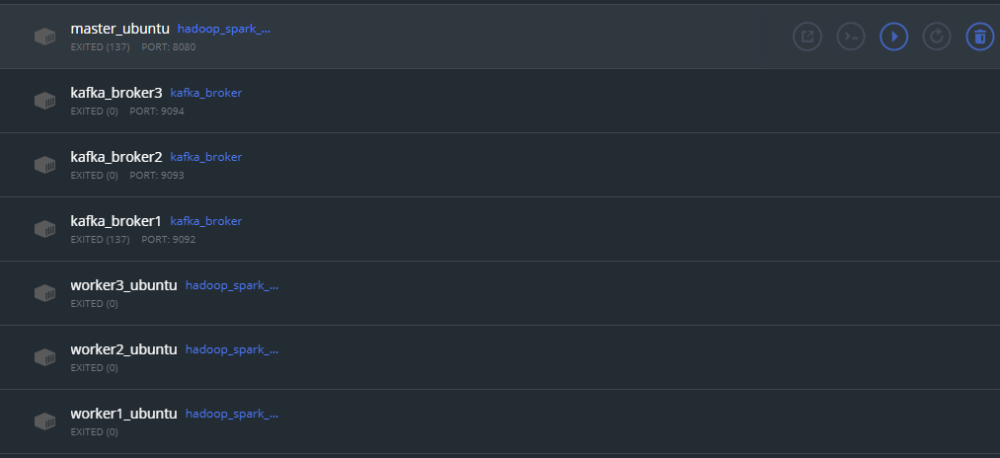 master_ubuntu hadoop_spark_...
EXITED (137) PORT: 8080
kafka_broker3 kafka_broker
EXITED (0) PORT: 9094
kafka_broker2 kafka_broker
EXITED (0) PORT: 9093
kafka_broker1 kafka_broker
EXITED (137) PORT: 9092
worker3_ubuntu hadoop_spark_...
EXITED (0)
worker2_ubuntu hadoop_spark_...
EXITED (0)
worker1_ubuntu hadoop_spark_...
EXITED (0)